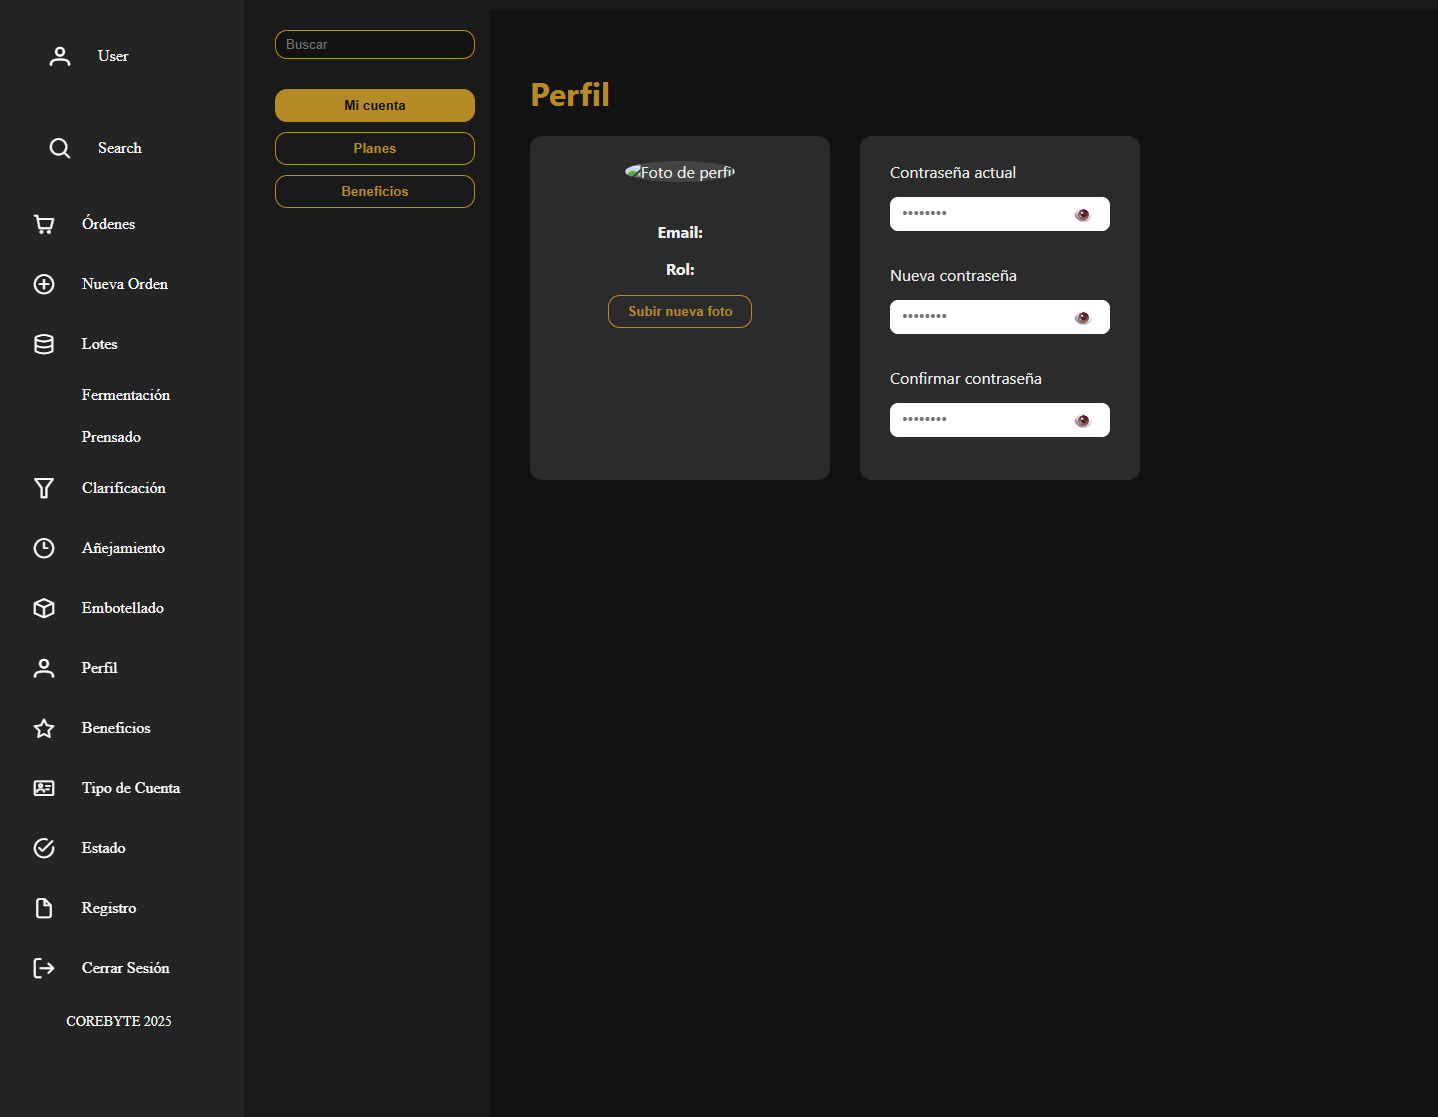 User
Search
Órdenes
Nueva Orden
Lotes
Fermentación
Prensado
Clarificación
Añejamiento
Embotellado
Perfil
Beneficios
Tipo de Cuenta
Estado
Registro
Cerrar Sesión
COREBYTE 2025
Buscar
Mi cuenta
Planes
Beneficios
Perfil
Foto de perfil
Email:
Rol:
Subir nueva foto
Contraseña actual
••••••••
Nueva contraseña
••••••••
Confirmar contraseña
••••••••